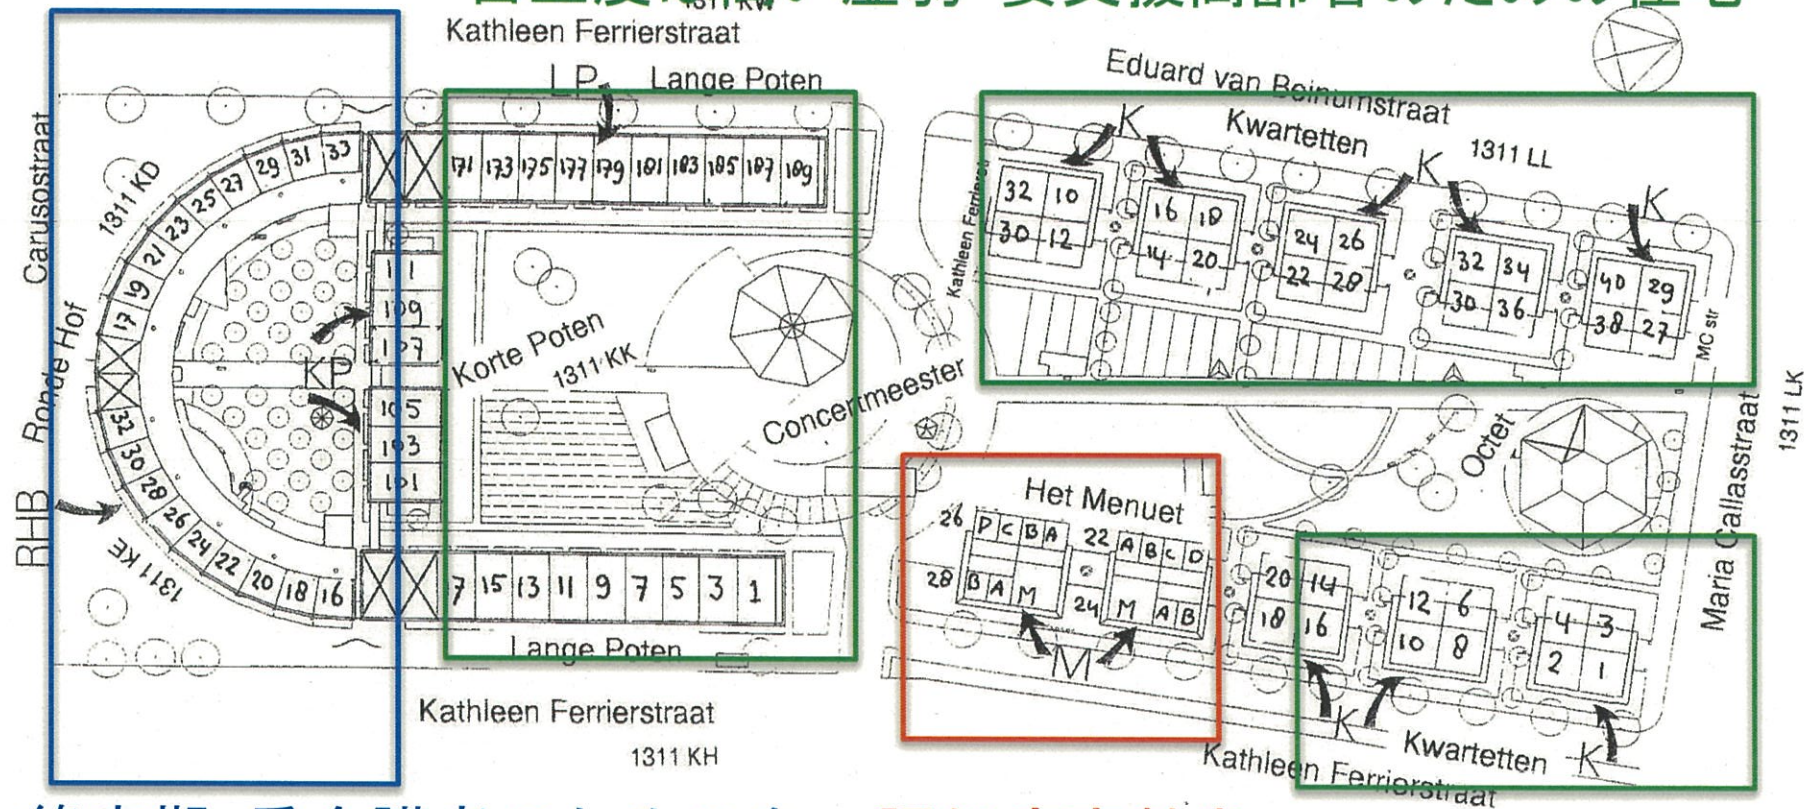 1311 KW
Kathleen Ferrierstraat
LP Lange Poten
Eduard van Beinumstraat
K Kwartetten K 1311 LL K
Carusostraat
1311 KD
Ronde Hof
33
31
29
27
25
23
21
19
17
32
30
28
26
24
22
20
18
16
RHB
1311 KE
171 173 175 177 179 181 183 185 187 189
111
109
107
KP
105
103
101
Korte Poten
1311 KK
Concertmeester
7 15 13 11 9 7 5 3 1
Lange Poten
Kathleen Ferrierstraat
1311 KH
32 10
30 12
16 18
14 20
24 26
22 28
32 34
30 36
40 29
38 27
MC str
1311 LK
Maria Callasstraat
Octet
Het Menuet
26 D C B A 22 A B C D
28 B A M 24 M A B
M
20 14
18 16
12 6
10 8
4 3
2 1
K Kwartetten K
Kathleen Ferrierstraat